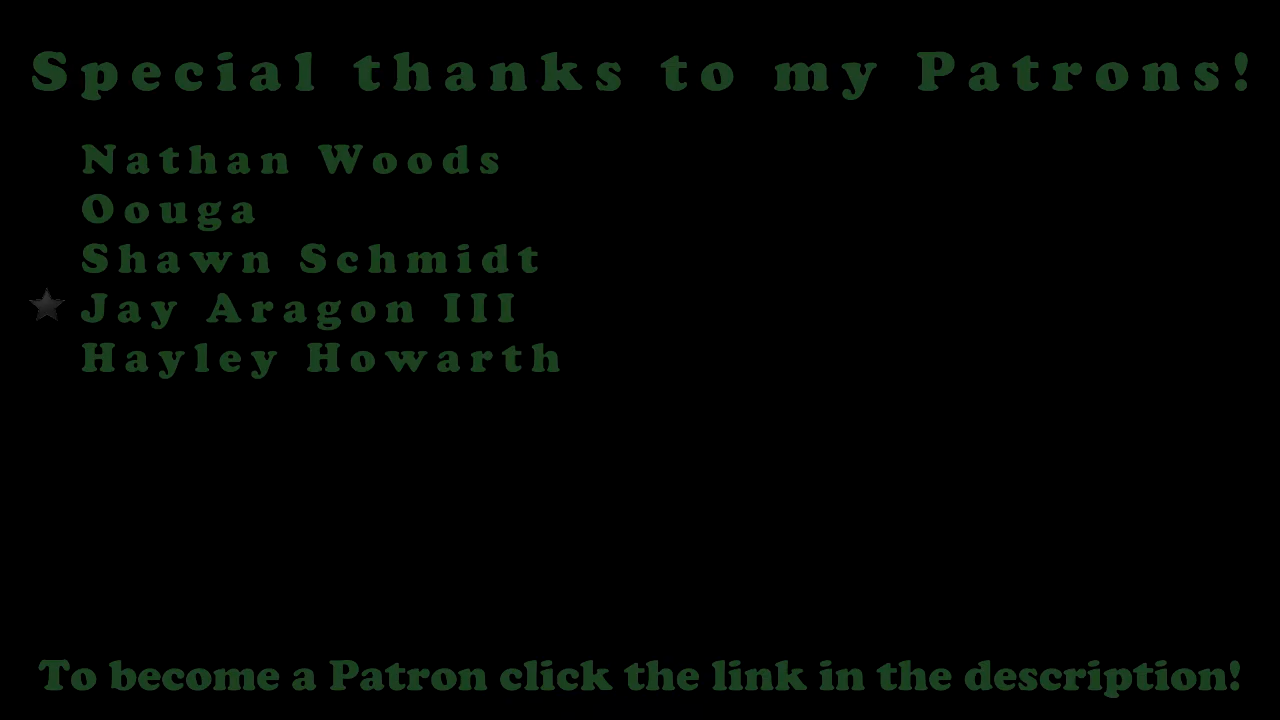 Special thanks to my Patrons!
Nathan Woods
Oouga
Shawn Schmidt
Jay Aragon III
Hayley Howarth
To become a Patron click the link in the description!